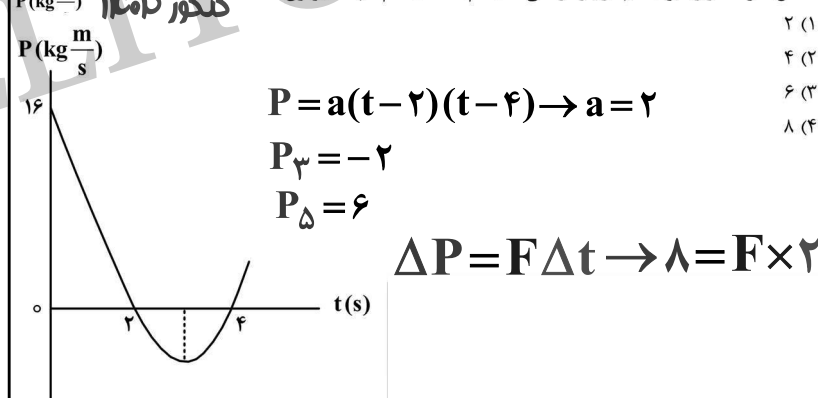 P(kg
۱) ۲
P(kg m/s)
۲) ۴
۱۶
P=a(t-۲)(t-۴)→a=۲
۳) ۶
P۳=-۲
۴) ۸
P۵=۶
ΔP=FΔt→۸=F×۲
۰
۲
۴
t(s)